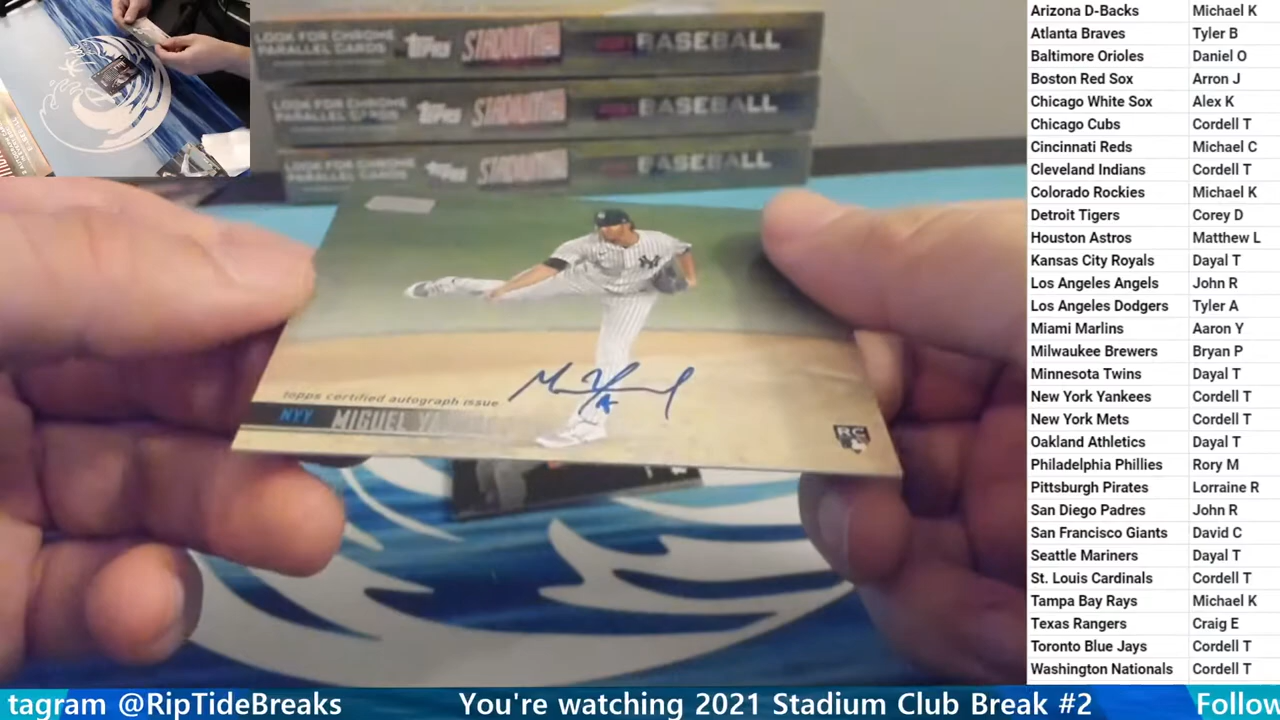 LOOK FOR CHROME
PARALLEL CARDS
Topps STADIUM 2021 BASEBALL
LOOK FOR CHROME
PARALLEL CARDS
Topps STADIUM 2021 BASEBALL
LOOK FOR CHROME
PARALLEL CARDS
Topps STADIUM BASEBALL
topps certified autograph issue
NYY MIGUEL
RC
Arizona D-Backs Michael K
Atlanta Braves Tyler B
Baltimore Orioles Daniel O
Boston Red Sox Arron J
Chicago White Sox Alex K
Chicago Cubs Cordell T
Cincinnati Reds Michael C
Cleveland Indians Cordell T
Colorado Rockies Michael K
Detroit Tigers Corey D
Houston Astros Matthew L
Kansas City Royals Dayal T
Los Angeles Angels John R
Los Angeles Dodgers Tyler A
Miami Marlins Aaron Y
Milwaukee Brewers Bryan P
Minnesota Twins Dayal T
New York Yankees Cordell T
New York Mets Cordell T
Oakland Athletics Dayal T
Philadelphia Phillies Rory M
Pittsburgh Pirates Lorraine R
San Diego Padres John R
San Francisco Giants David C
Seattle Mariners Dayal T
St. Louis Cardinals Cordell T
Tampa Bay Rays Michael K
Texas Rangers Craig E
Toronto Blue Jays Cordell T
Washington Nationals Cordell T
tagram @RipTideBreaks You're watching 2021 Stadium Club Break #2 Follow